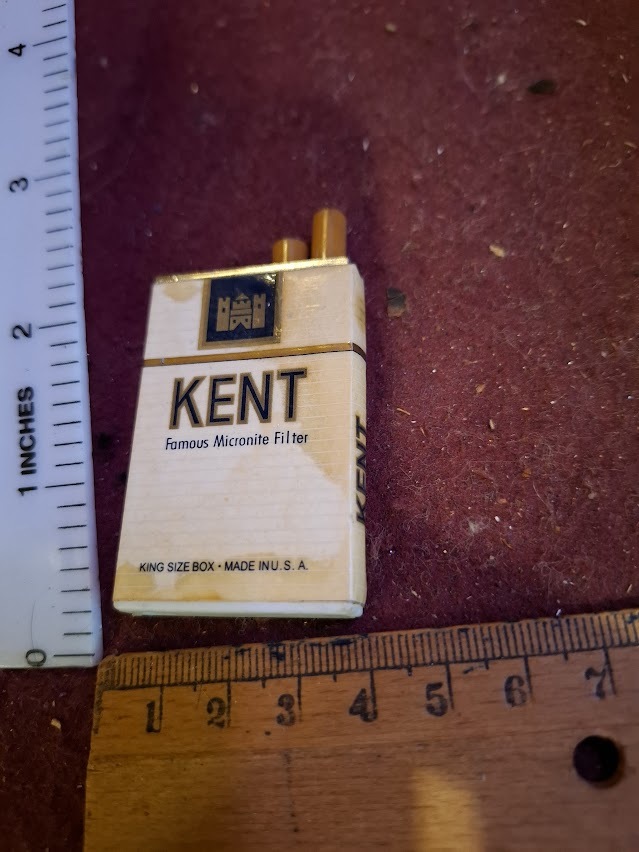 4
3
2
1 INCHES
0
KENT
Famous Micronite Filter
KENT
KING SIZE BOX • MADE IN U.S.A.
1 2 3 4 5 6 7